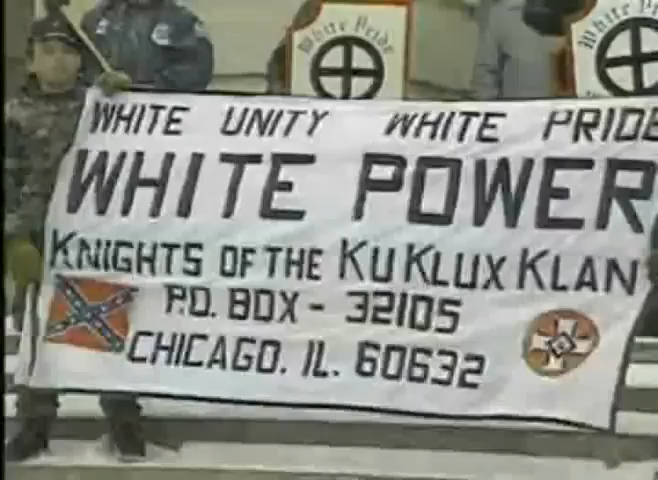 White Pride
White Pri
WHITE UNITY WHITE PRIDE
WHITE POWER
KNIGHTS OF THE KU KLUX KLAN
P.O. BOX - 32105
CHICAGO. IL. 60632